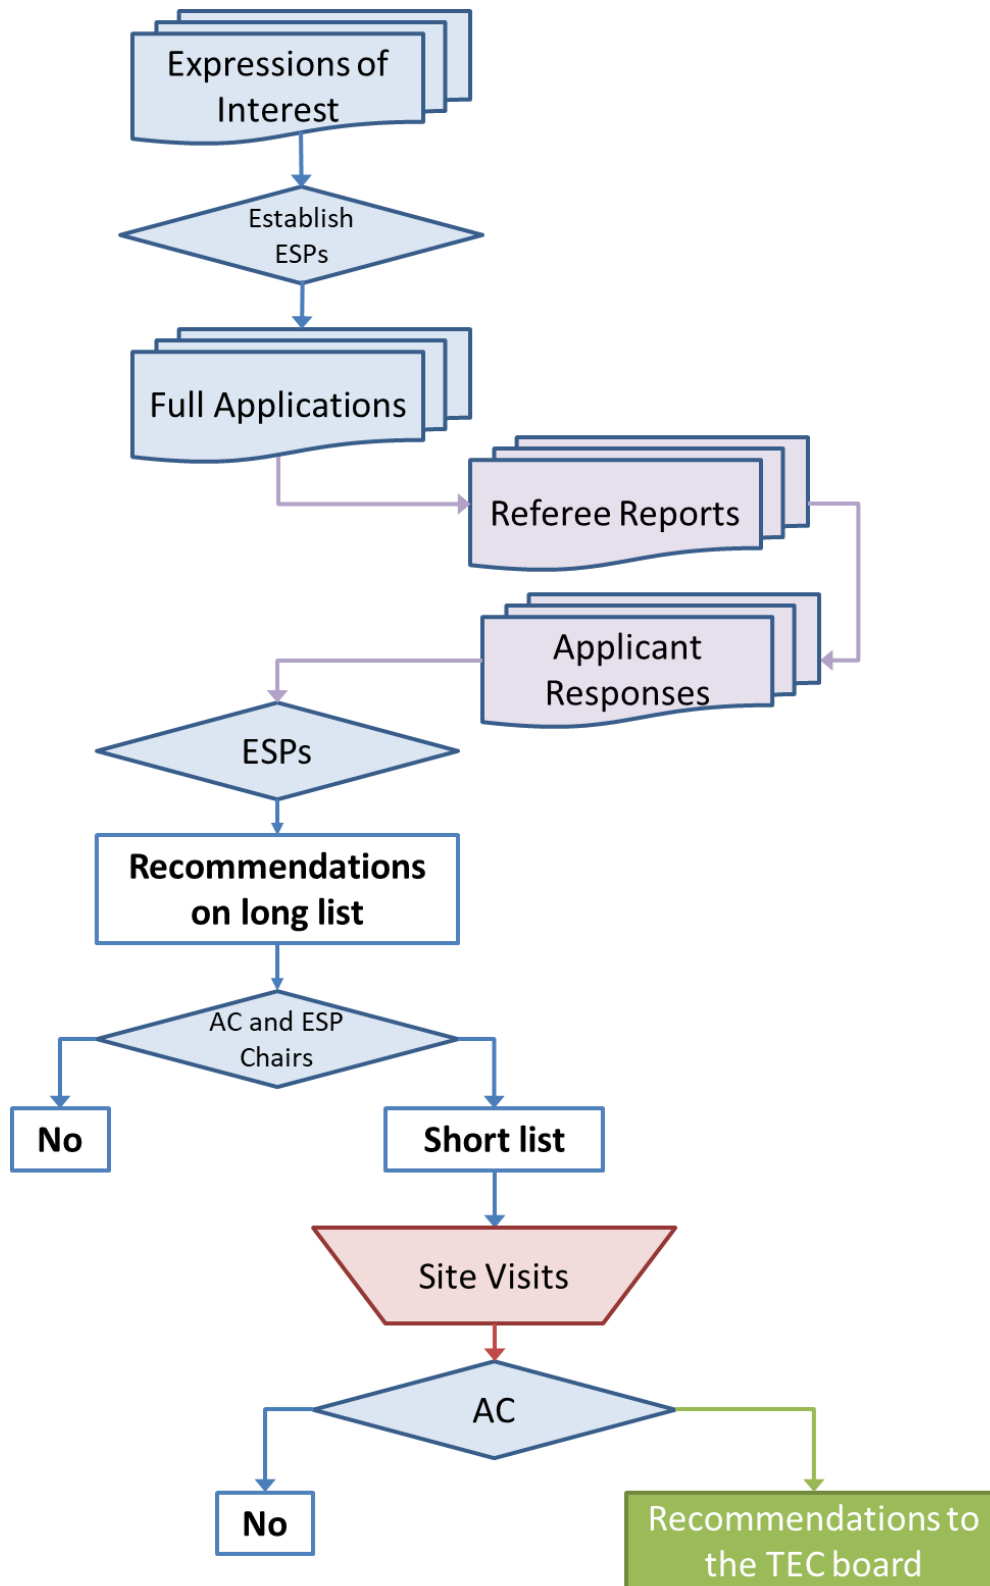 Expressions of
Interest
Establish
ESPs
Full Applications
Referee Reports
Applicant
Responses
ESPs
Recommendations
on long list
AC and ESP
Chairs
No
Short list
Site Visits
AC
No
Recommendations to
the TEC board